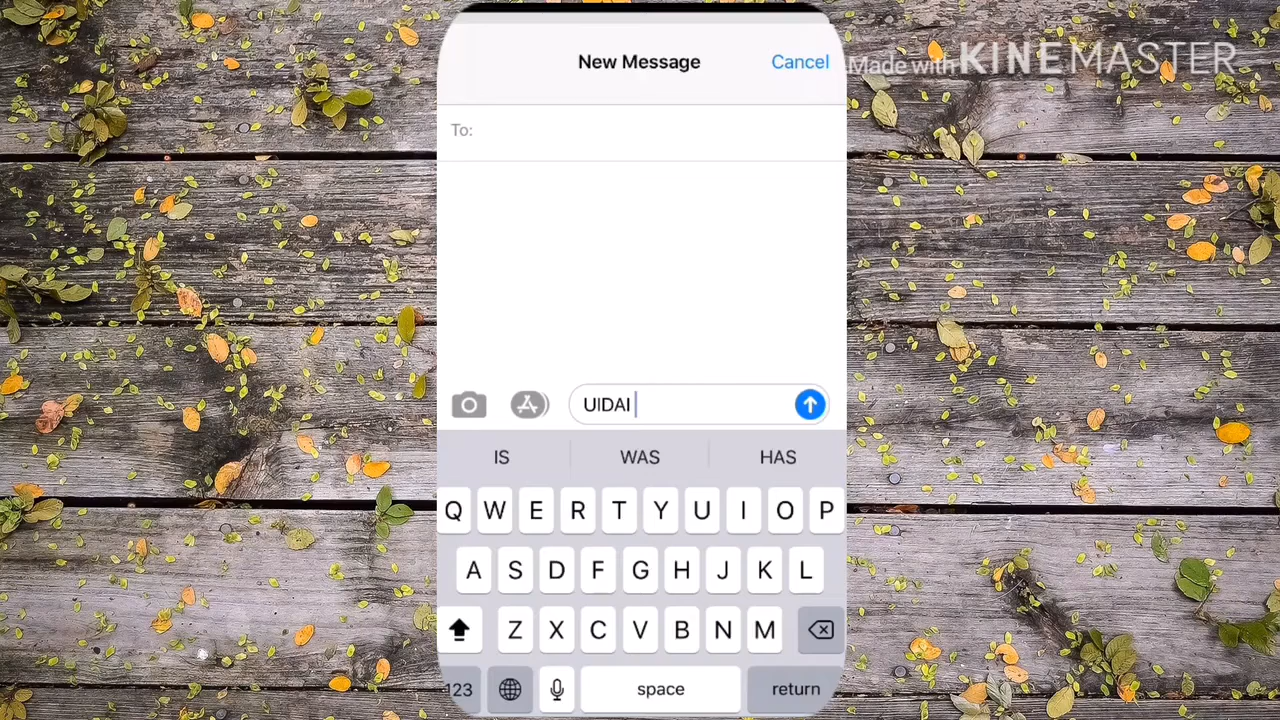 New Message
Cancel
Made with KINEMASTER
To:
UIDAI
IS WAS HAS
Q W E R T Y U I O P
A S D F G H J K L
Z X C V B N M
123 space return